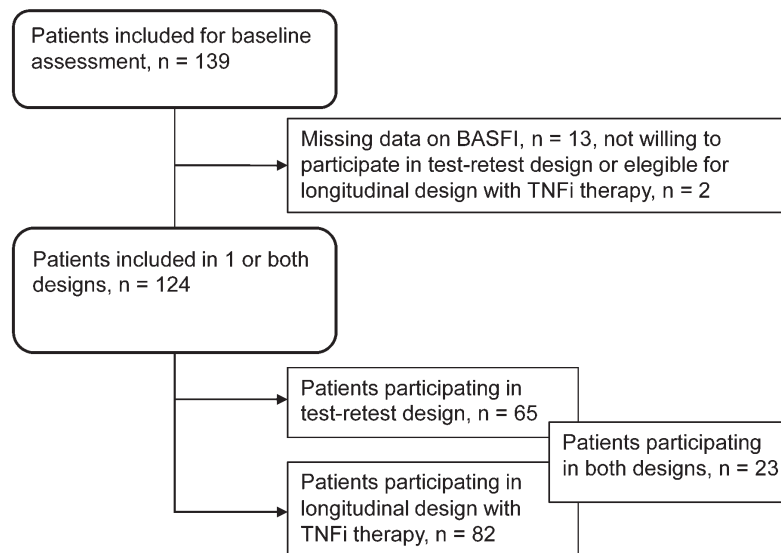 Patients included for baseline
assessment, n = 139
Missing data on BASFI, n = 13, not willing to
participate in test-retest design or elegible for
longitudinal design with TNFi therapy, n = 2
Patients included in 1 or both
designs, n = 124
Patients participating in
test-retest design, n = 65
Patients participating
in both designs, n = 23
Patients participating in
longitudinal design with
TNFi therapy, n = 82